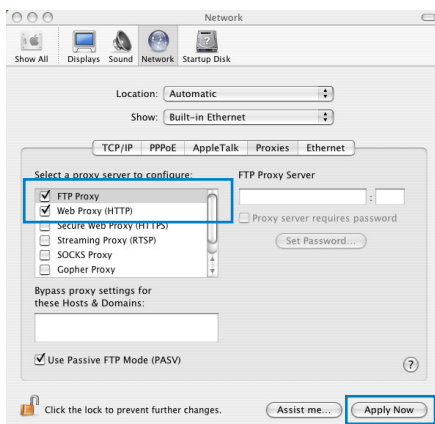 Network
Show All Displays Sound Network Startup Disk
Location: Automatic
Show: Built-in Ethernet
TCP/IP PPPoE AppleTalk Proxies Ethernet
Select a proxy server to configure: FTP Proxy Server
FTP Proxy
:
Web Proxy (HTTP)
Proxy server requires password
Secure Web Proxy (HTTPS)
Streaming Proxy (RTSP) Set Password...
SOCKS Proxy
Gopher Proxy
Bypass proxy settings for
these Hosts & Domains:
Use Passive FTP Mode (PASV) ?
Click the lock to prevent further changes. Assist me... Apply Now